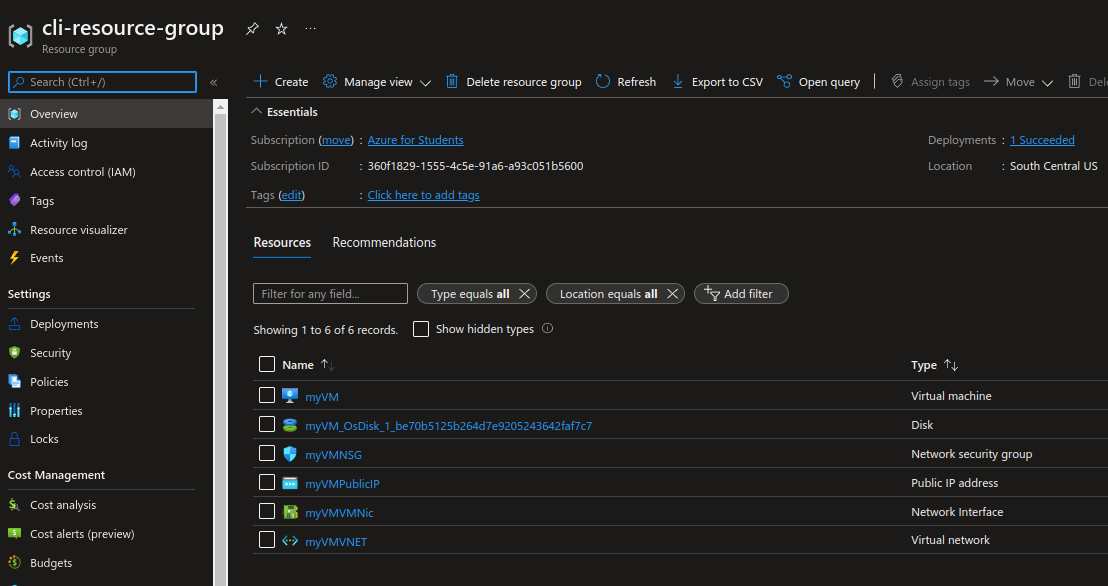 cli-resource-group
Resource group
Search (Ctrl+/)
Overview
Activity log
Access control (IAM)
Tags
Resource visualizer
Events
Settings
Deployments
Security
Policies
Properties
Locks
Cost Management
Cost analysis
Cost alerts (preview)
Budgets
Create Manage view Delete resource group Refresh Export to CSV Open query Assign tags Move
Essentials
Subscription (move) : Azure for Students
Subscription ID : 360f1829-1555-4c5e-91a6-a93c051b5600
Tags (edit) : Click here to add tags
Deployments : 1 Succeeded
Location : South Central US
Resources Recommendations
Filter for any field... Type equals all Location equals all Add filter
Showing 1 to 6 of 6 records. Show hidden types
Name Type
myVM Virtual machine
myVM_OsDisk_1_be70b5125b264d7e9205243642faf7c7 Disk
myVMNSG Network security group
myVMPublicIP Public IP address
myVMVMNic Network Interface
myVMVNET Virtual network